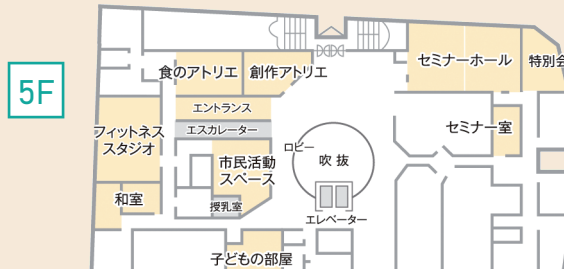 5F
食のアトリエ
創作アトリエ
セミナーホール
特別会
エントランス
エスカレーター
フィットネス
スタジオ
セミナー室
ロビー
市民活動
スペース
吹抜
和室
授乳室
エレベーター
子どもの部屋